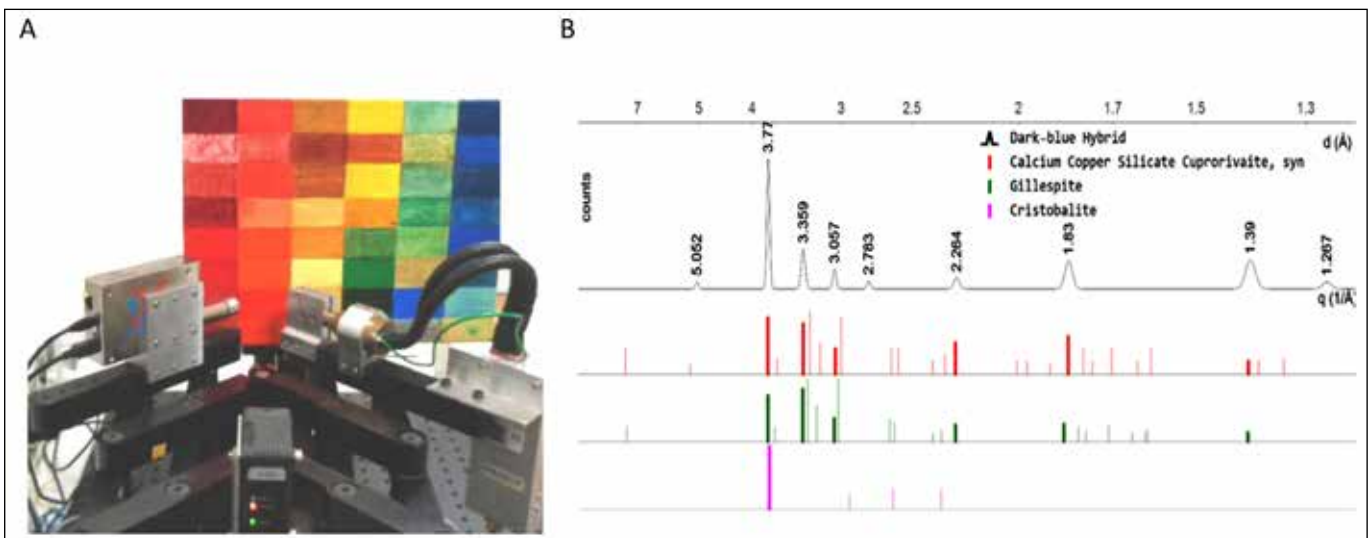 A
B
7 5 4 3 2.5 2 1.7 1.5 1.3
d (Å)
Dark-blue Hybrid
Calcium Copper Silicate Cuprorivaite, syn
Gillespite
Cristobalite
counts
5.052 3.77 3.359 3.057 2.783 2.264 1.83 1.39 1.267
q (1/Å)